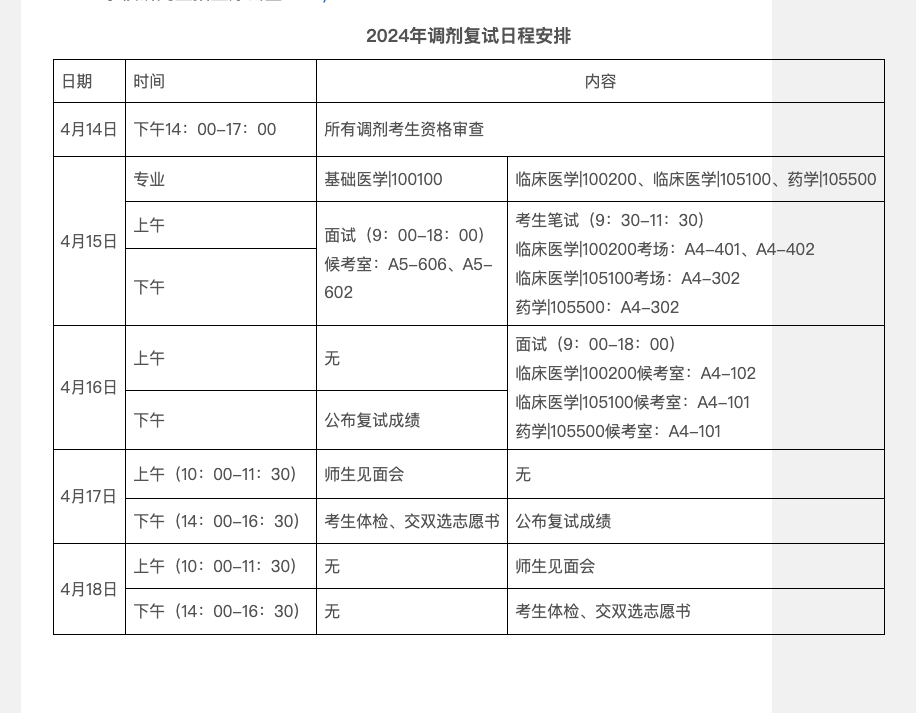 2024年调剂复试日程安排
日期 时间 内容
4月14日 下午14：00–17：00 所有调剂考生资格审查
4月15日 专业 基础医学|100100 临床医学|100200、临床医学|105100、药学|105500
上午 面试（9：00–18：00）
候考室：A5–606、A5–
602
考生笔试（9：30–11：30）
临床医学|100200考场：A4–401、A4–402
临床医学|105100考场：A4–302
药学|105500：A4–302
下午
4月16日 上午 无 面试（9：00–18：00）
临床医学|100200候考室：A4–102
临床医学|105100候考室：A4–101
药学|105500候考室：A4–101
下午 公布复试成绩
4月17日 上午（10：00–11：30） 师生见面会 无
下午（14：00–16：30） 考生体检、交双选志愿书 公布复试成绩
4月18日 上午（10：00–11：30） 无 师生见面会
下午（14：00–16：30） 无 考生体检、交双选志愿书